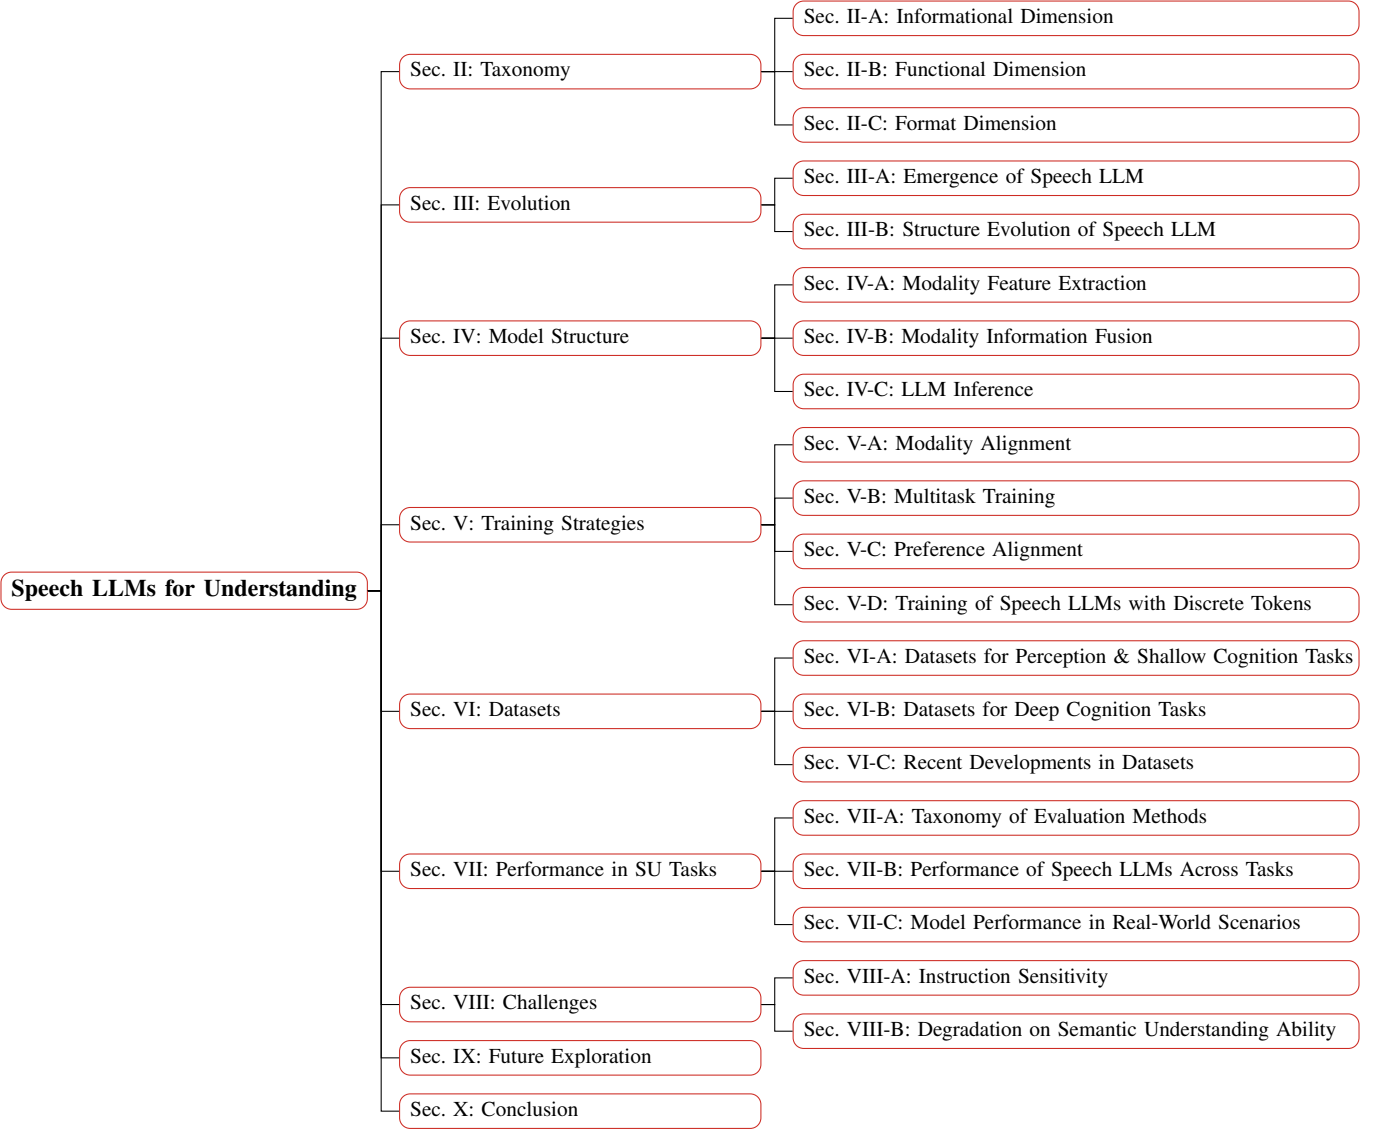 Speech LLMs for Understanding
Sec. II: Taxonomy
Sec. II-A: Informational Dimension
Sec. II-B: Functional Dimension
Sec. II-C: Format Dimension
Sec. III: Evolution
Sec. III-A: Emergence of Speech LLM
Sec. III-B: Structure Evolution of Speech LLM
Sec. IV: Model Structure
Sec. IV-A: Modality Feature Extraction
Sec. IV-B: Modality Information Fusion
Sec. IV-C: LLM Inference
Sec. V: Training Strategies
Sec. V-A: Modality Alignment
Sec. V-B: Multitask Training
Sec. V-C: Preference Alignment
Sec. V-D: Training of Speech LLMs with Discrete Tokens
Sec. VI: Datasets
Sec. VI-A: Datasets for Perception & Shallow Cognition Tasks
Sec. VI-B: Datasets for Deep Cognition Tasks
Sec. VI-C: Recent Developments in Datasets
Sec. VII: Performance in SU Tasks
Sec. VII-A: Taxonomy of Evaluation Methods
Sec. VII-B: Performance of Speech LLMs Across Tasks
Sec. VII-C: Model Performance in Real-World Scenarios
Sec. VIII: Challenges
Sec. VIII-A: Instruction Sensitivity
Sec. VIII-B: Degradation on Semantic Understanding Ability
Sec. IX: Future Exploration
Sec. X: Conclusion